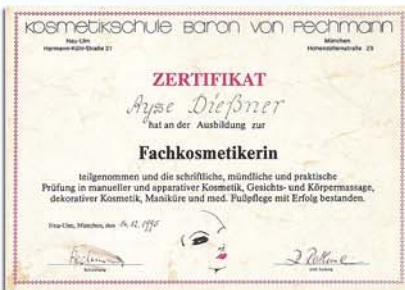 Kosmetikschule Baron von Pechmann
Neu-Ulm
München
Hermann-Köhl-Straße 21
Hohenstaufenstraße 25
ZERTIFIKAT
Ayse Dießner
hat an der Ausbildung zur
Fachkosmetikerin
teilgenommen und die schriftliche, mündliche und praktische
Prüfung in manueller und apparativer Kosmetik, Gesichts- und Körpermassage,
dekorativer Kosmetik, Maniküre und med. Fußpflege mit Erfolg bestanden.
Neu-Ulm, München, den 14.12.1995